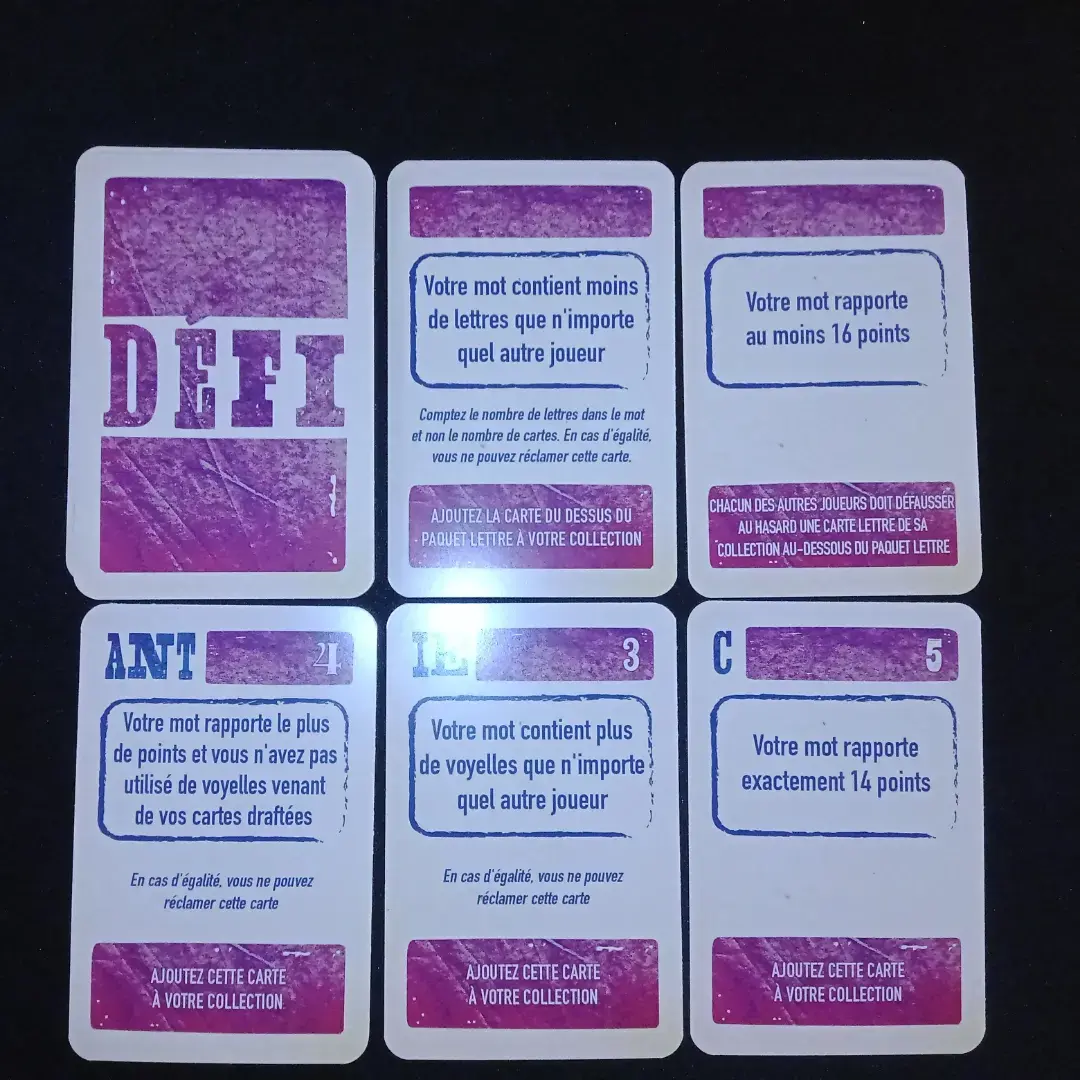 DÉFI
Votre mot contient moins
de lettres que n'importe
quel autre joueur
Comptez le nombre de lettres dans le mot
et non le nombre de cartes. En cas d'égalité,
vous ne pouvez réclamer cette carte.
AJOUTEZ LA CARTE DU DESSUS DU
PAQUET LETTRE À VOTRE COLLECTION
Votre mot rapporte
au moins 16 points
CHACUN DES AUTRES JOUEURS DOIT DÉFAUSSER
AU HASARD UNE CARTE LETTRE DE SA
COLLECTION AU-DESSOUS DU PAQUET LETTRE
ANT
Votre mot rapporte le plus
de points et vous n'avez pas
utilisé de voyelles venant
de vos cartes draftées
En cas d'égalité, vous ne pouvez
réclamer cette carte
AJOUTEZ CETTE CARTE
À VOTRE COLLECTION
IE 3
Votre mot contient plus
de voyelles que n'importe
quel autre joueur
En cas d'égalité, vous ne pouvez
réclamer cette carte
AJOUTEZ CETTE CARTE
À VOTRE COLLECTION
C 5
Votre mot rapporte
exactement 14 points
AJOUTEZ CETTE CARTE
À VOTRE COLLECTION